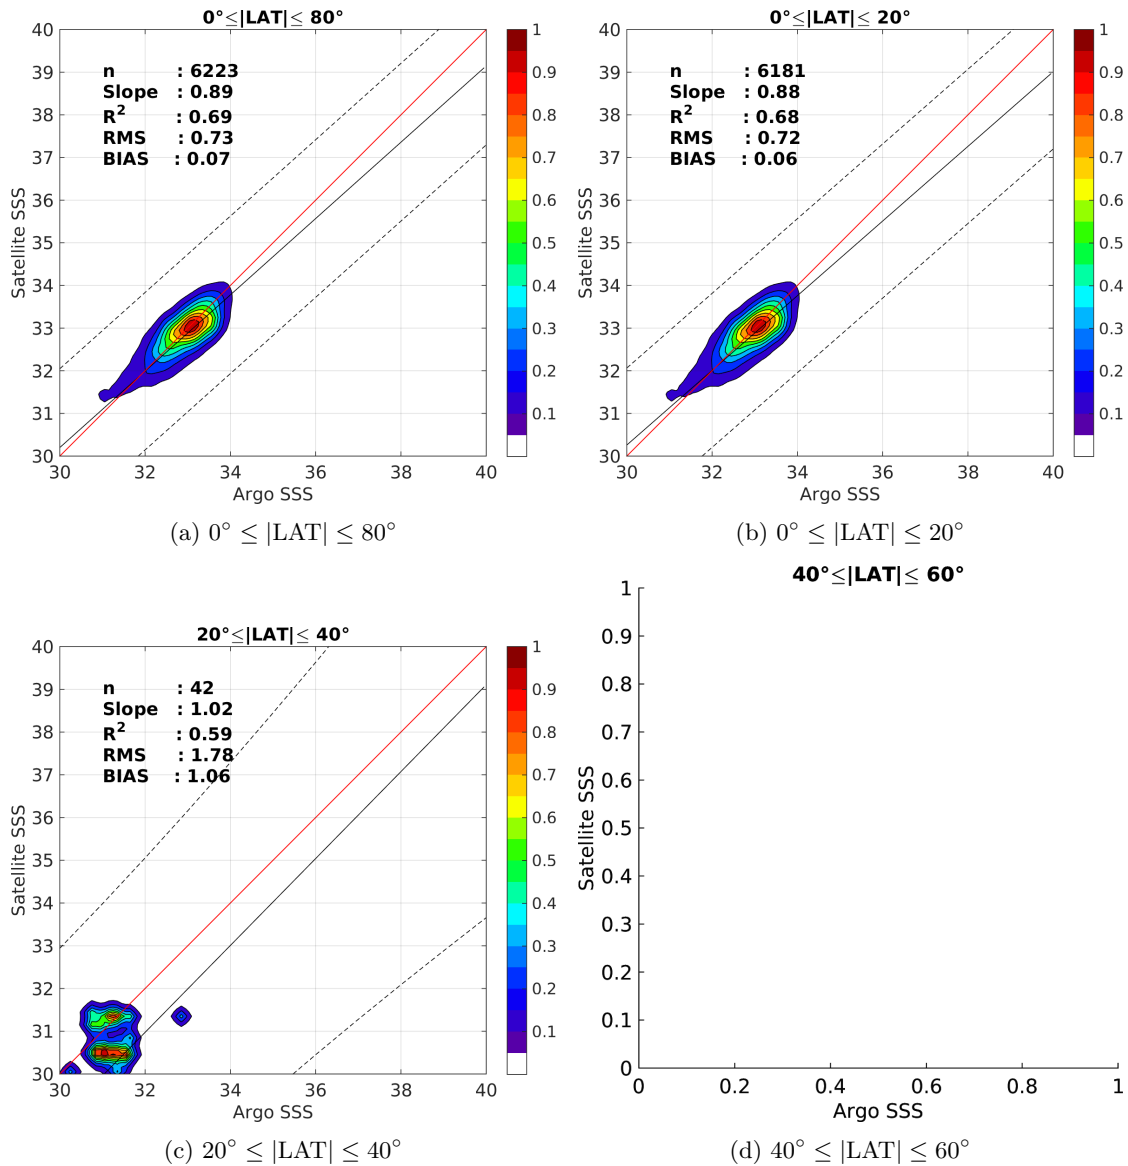 0°≤|LAT|≤ 80°
n : 6223
Slope : 0.89
R2 : 0.69
RMS : 0.73
BIAS : 0.07
40
39
38
37
36
35
34
33
32
31
30
30 32 34 36 38 40
Satellite SSS
Argo SSS
1
0.9
0.8
0.7
0.6
0.5
0.4
0.3
0.2
0.1
(a) 0° ≤ |LAT| ≤ 80°
0°≤|LAT|≤ 20°
n : 6181
Slope : 0.88
R2 : 0.68
RMS : 0.72
BIAS : 0.06
40
39
38
37
36
35
34
33
32
31
30
30 32 34 36 38 40
Satellite SSS
Argo SSS
1
0.9
0.8
0.7
0.6
0.5
0.4
0.3
0.2
0.1
(b) 0° ≤ |LAT| ≤ 20°
20°≤|LAT|≤ 40°
n : 42
Slope : 1.02
R2 : 0.59
RMS : 1.78
BIAS : 1.06
40
39
38
37
36
35
34
33
32
31
30
30 32 34 36 38 40
Satellite SSS
Argo SSS
1
0.9
0.8
0.7
0.6
0.5
0.4
0.3
0.2
0.1
(c) 20° ≤ |LAT| ≤ 40°
40°≤|LAT|≤ 60°
1
0.9
0.8
0.7
0.6
0.5
0.4
0.3
0.2
0.1
0
0 0.2 0.4 0.6 0.8 1
Satellite SSS
Argo SSS
(d) 40° ≤ |LAT| ≤ 60°